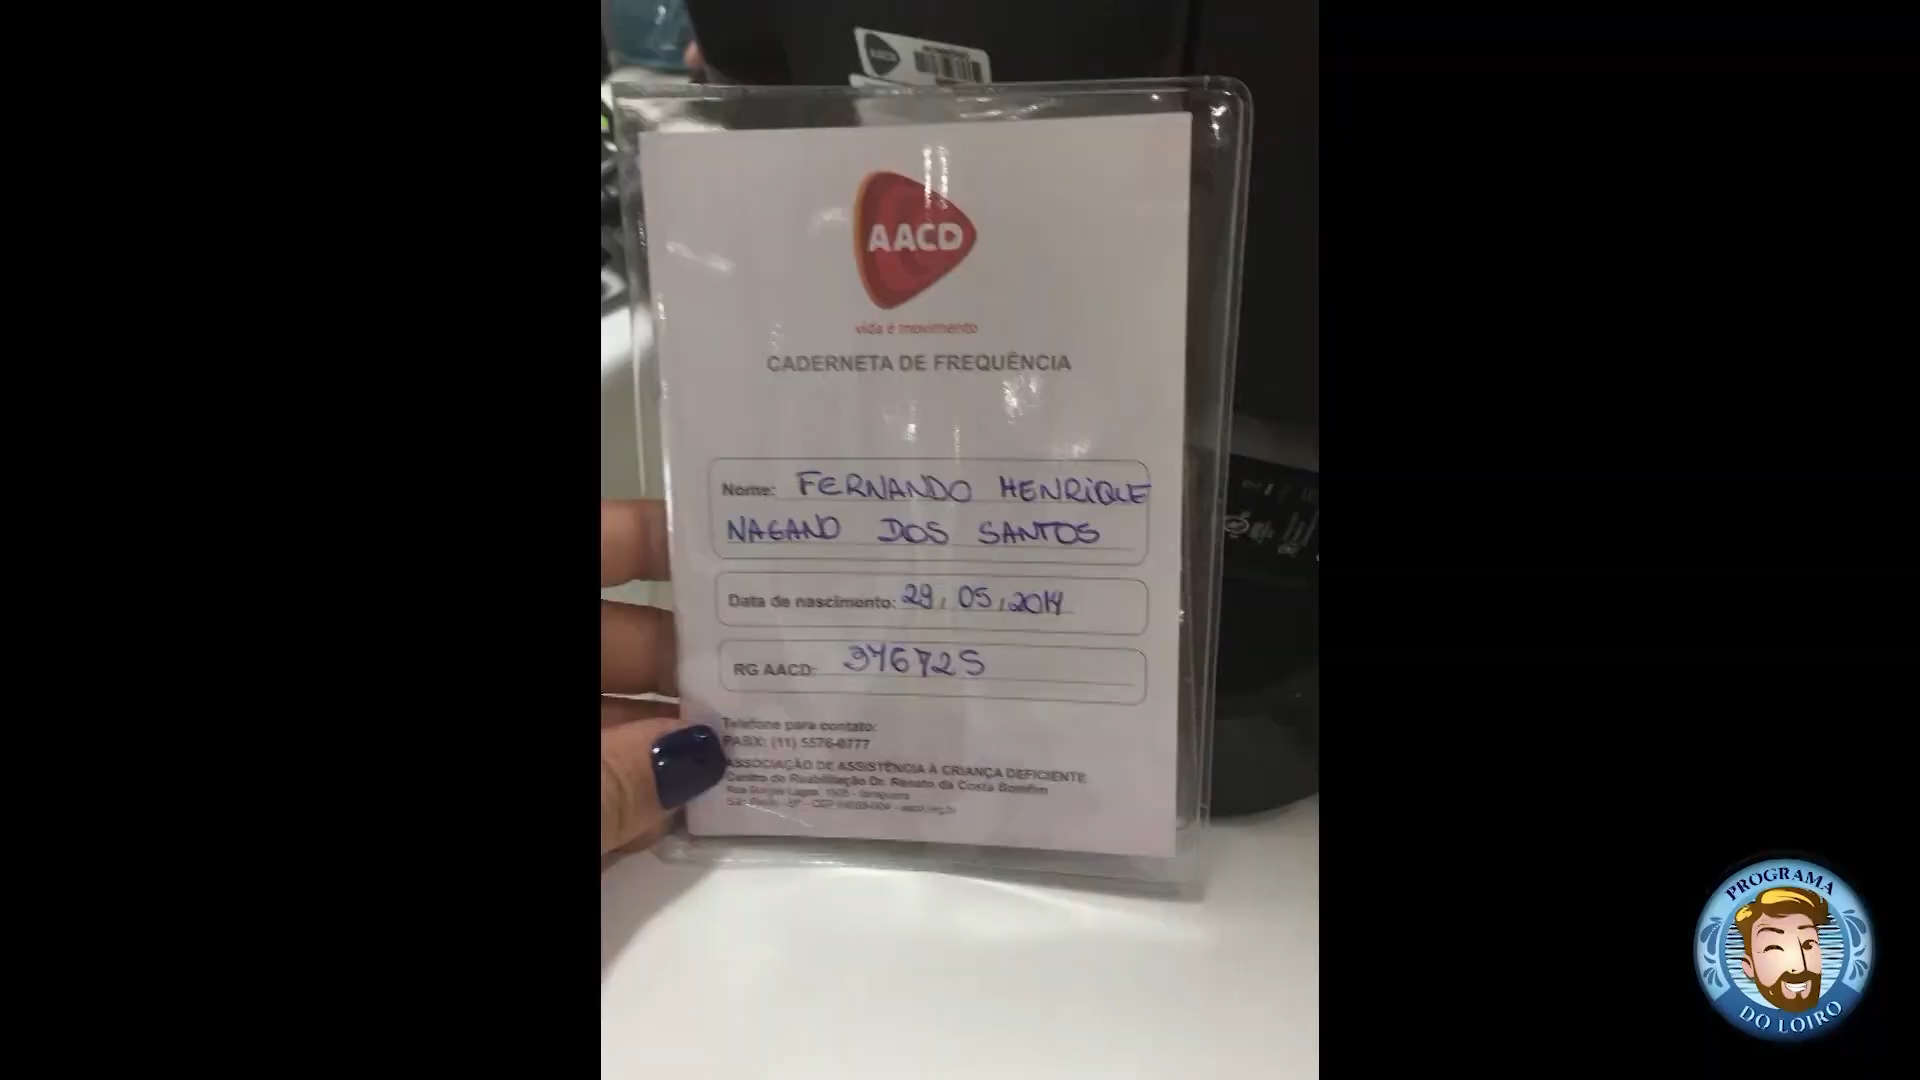 AACD
AACD
vida é movimento
CADERNETA DE FREQUÊNCIA
Nome: FERNANDO HENRIQUE
NAGANO DOS SANTOS
Data de nascimento: 29, 05, 2014
RG AACD: 376725
Telefone para contato:
PABX: (11) 5576-0777
ASSOCIAÇÃO DE ASSISTÊNCIA À CRIANÇA DEFICIENTE
Centro de Reabilitação Dr. Renato da Costa Bomfim
PROGRAMA
DO LOIRO